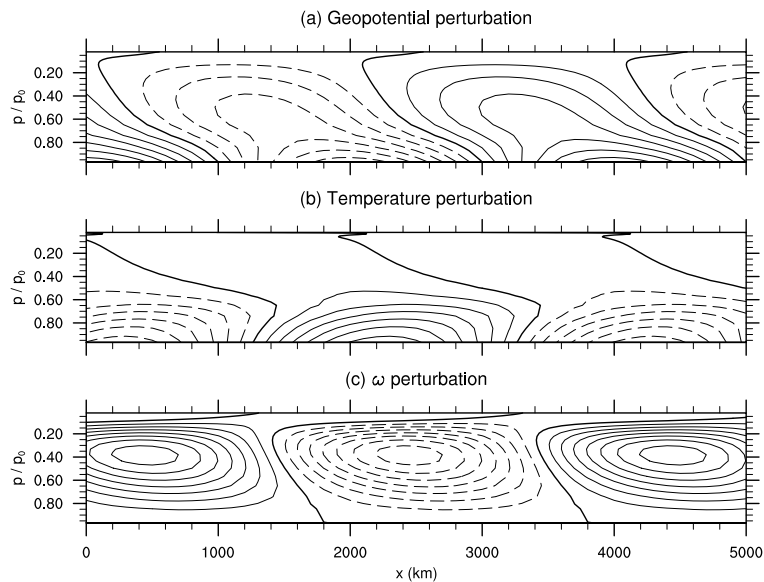 (a) Geopotential perturbation
0.20
0.40
0.60
0.80
p / p₀
(b) Temperature perturbation
0.20
0.40
0.60
0.80
p / p₀
(c) ω perturbation
0.20
0.40
0.60
0.80
p / p₀
0 1000 2000 3000 4000 5000
x (km)